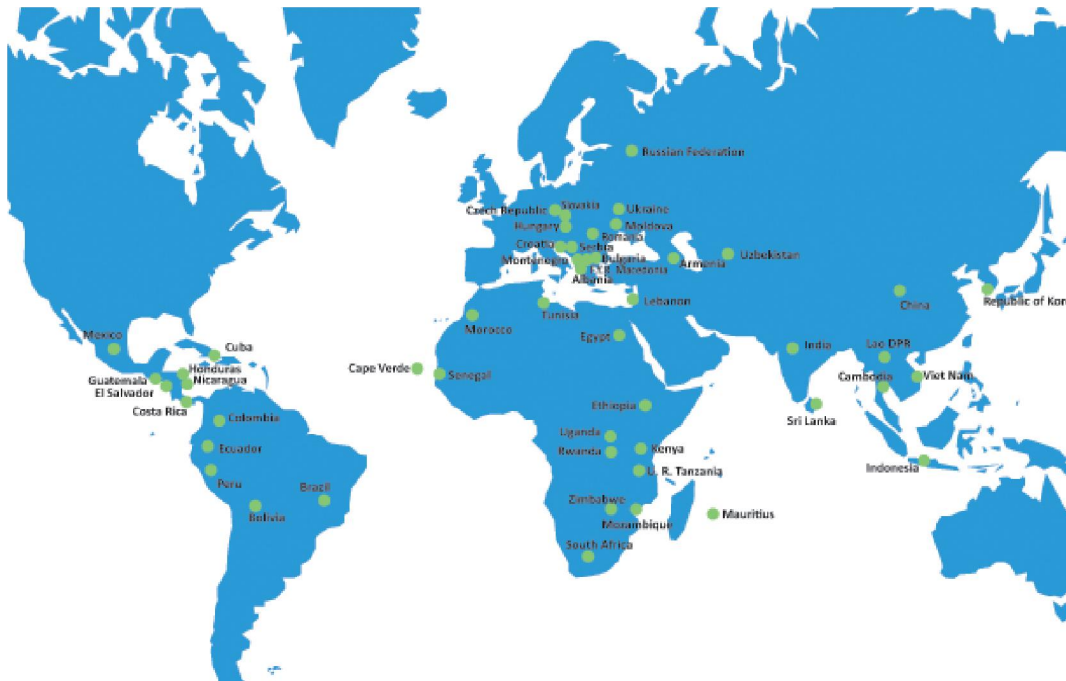 Russian Federation
Slovakia
Czech Republic
Ukraine
Hungary
Moldova
Romania
Croatia
Serbia
Montenegro
Bulgaria
F.Y.R. Macedonia
Albania
Armenia
Uzbekistan
Lebanon
China
Republic of Kor
Tunisia
Morocco
Egypt
Mexico
Cuba
India
Lao DPR
Honduras
Cape Verde
Senegal
Guatemala
Nicaragua
El Salvador
Cambodia
Viet Nam
Costa Rica
Ethiopia
Sri Lanka
Colombia
Uganda
Ecuador
Rwanda
Kenya
Indonesia
U. R. Tanzania
Peru
Brazil
Zimbabwe
Bolivia
Mozambique
Mauritius
South Africa